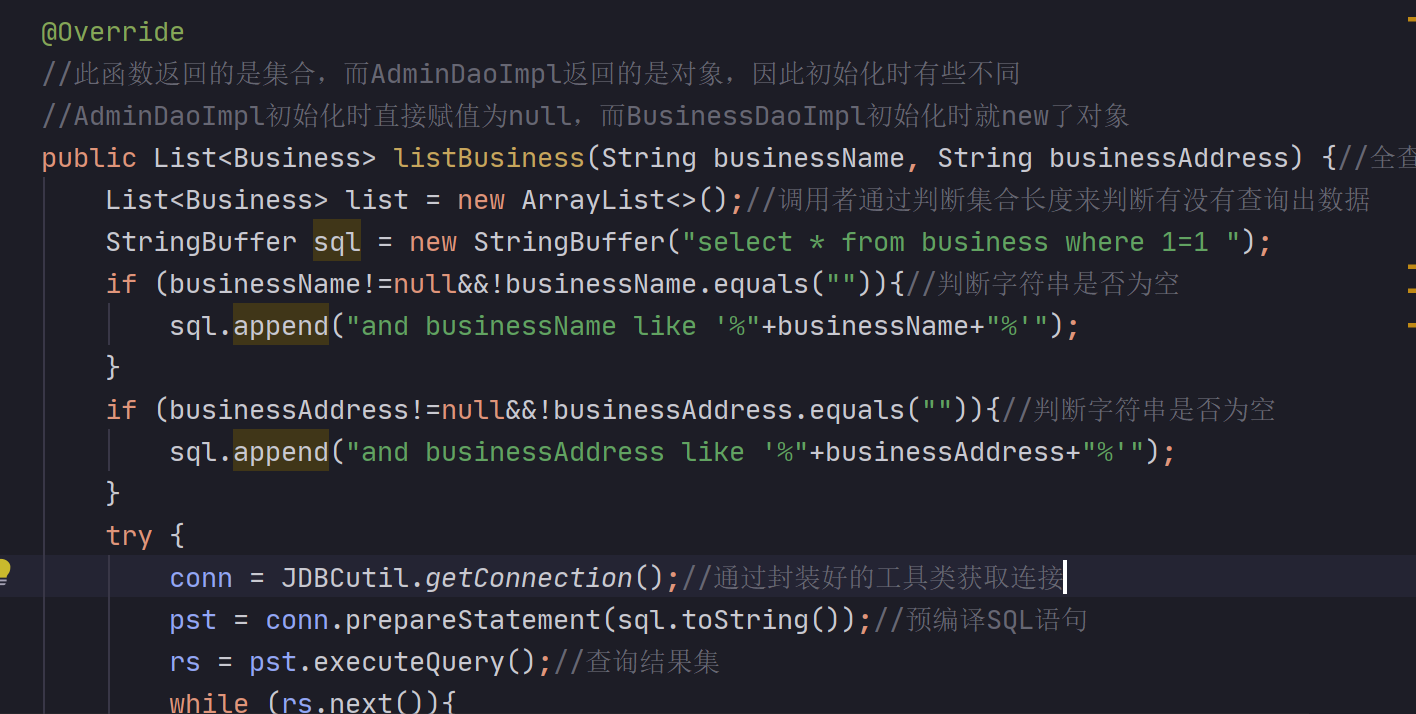 @Override
//此函数返回的是集合，而AdminDaoImpl返回的是对象，因此初始化时有些不同
//AdminDaoImpl初始化时直接赋值为null，而BusinessDaoImpl初始化时就new了对象
public List<Business> listBusiness(String businessName, String businessAddress) {//全查
List<Business> list = new ArrayList<>();//调用者通过判断集合长度来判断有没有查询出数据
StringBuffer sql = new StringBuffer("select * from business where 1=1 ");
if (businessName!=null&&!businessName.equals("")){//判断字符串是否为空
sql.append("and businessName like '%"+businessName+"%'");
}
if (businessAddress!=null&&!businessAddress.equals("")){//判断字符串是否为空
sql.append("and businessAddress like '%"+businessAddress+"%'");
}
try {
conn = JDBCutil.getConnection();//通过封装好的工具类获取连接
pst = conn.prepareStatement(sql.toString());//预编译SQL语句
rs = pst.executeQuery();//查询结果集
while (rs.next()){